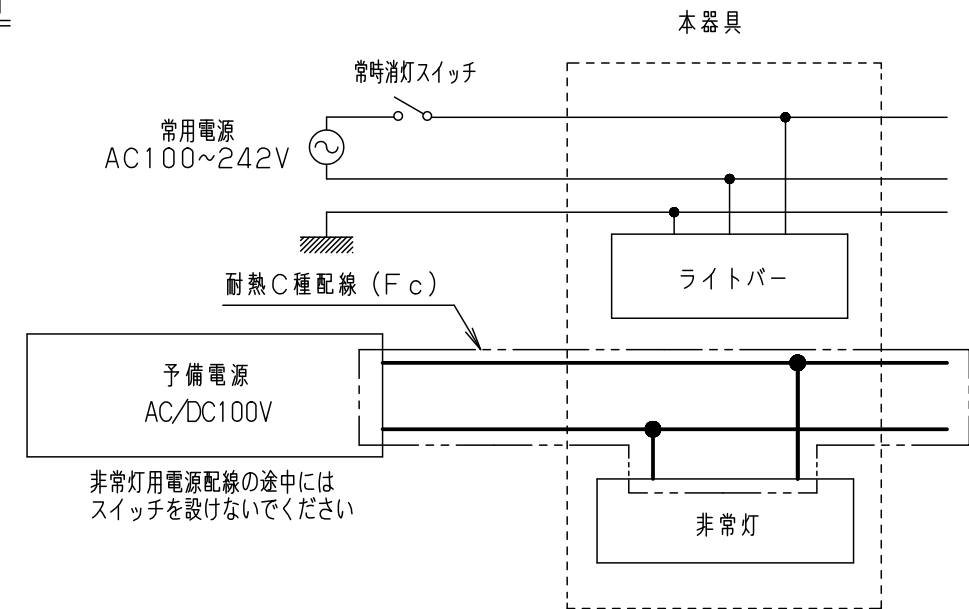 本器具
常時消灯スイッチ
常用電源
AC100~242V
ライトバー
耐熱C種配線(Fc)
予備電源
AC/DC100V
非常灯用電源配線の途中には
スイッチを設けないでください
非常灯